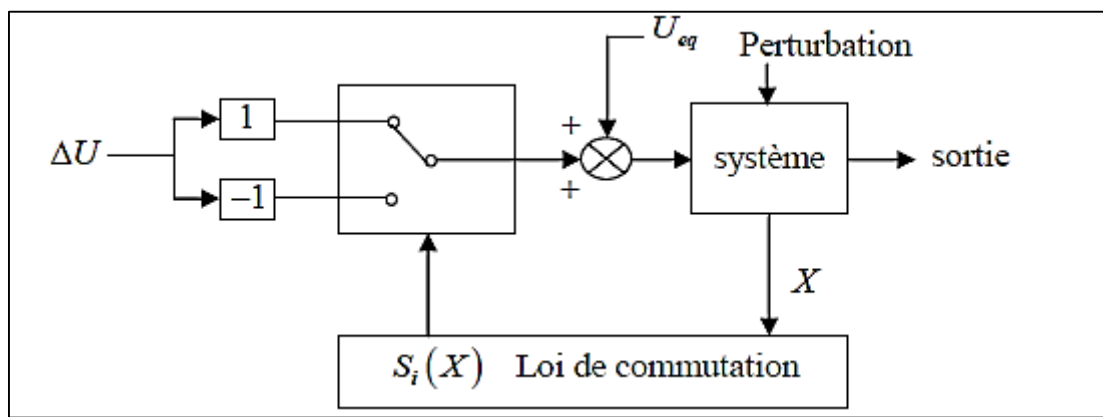 U_eq
Perturbation
1
ΔU
-1
+
+
système
sortie
X
S_i(X) Loi de commutation